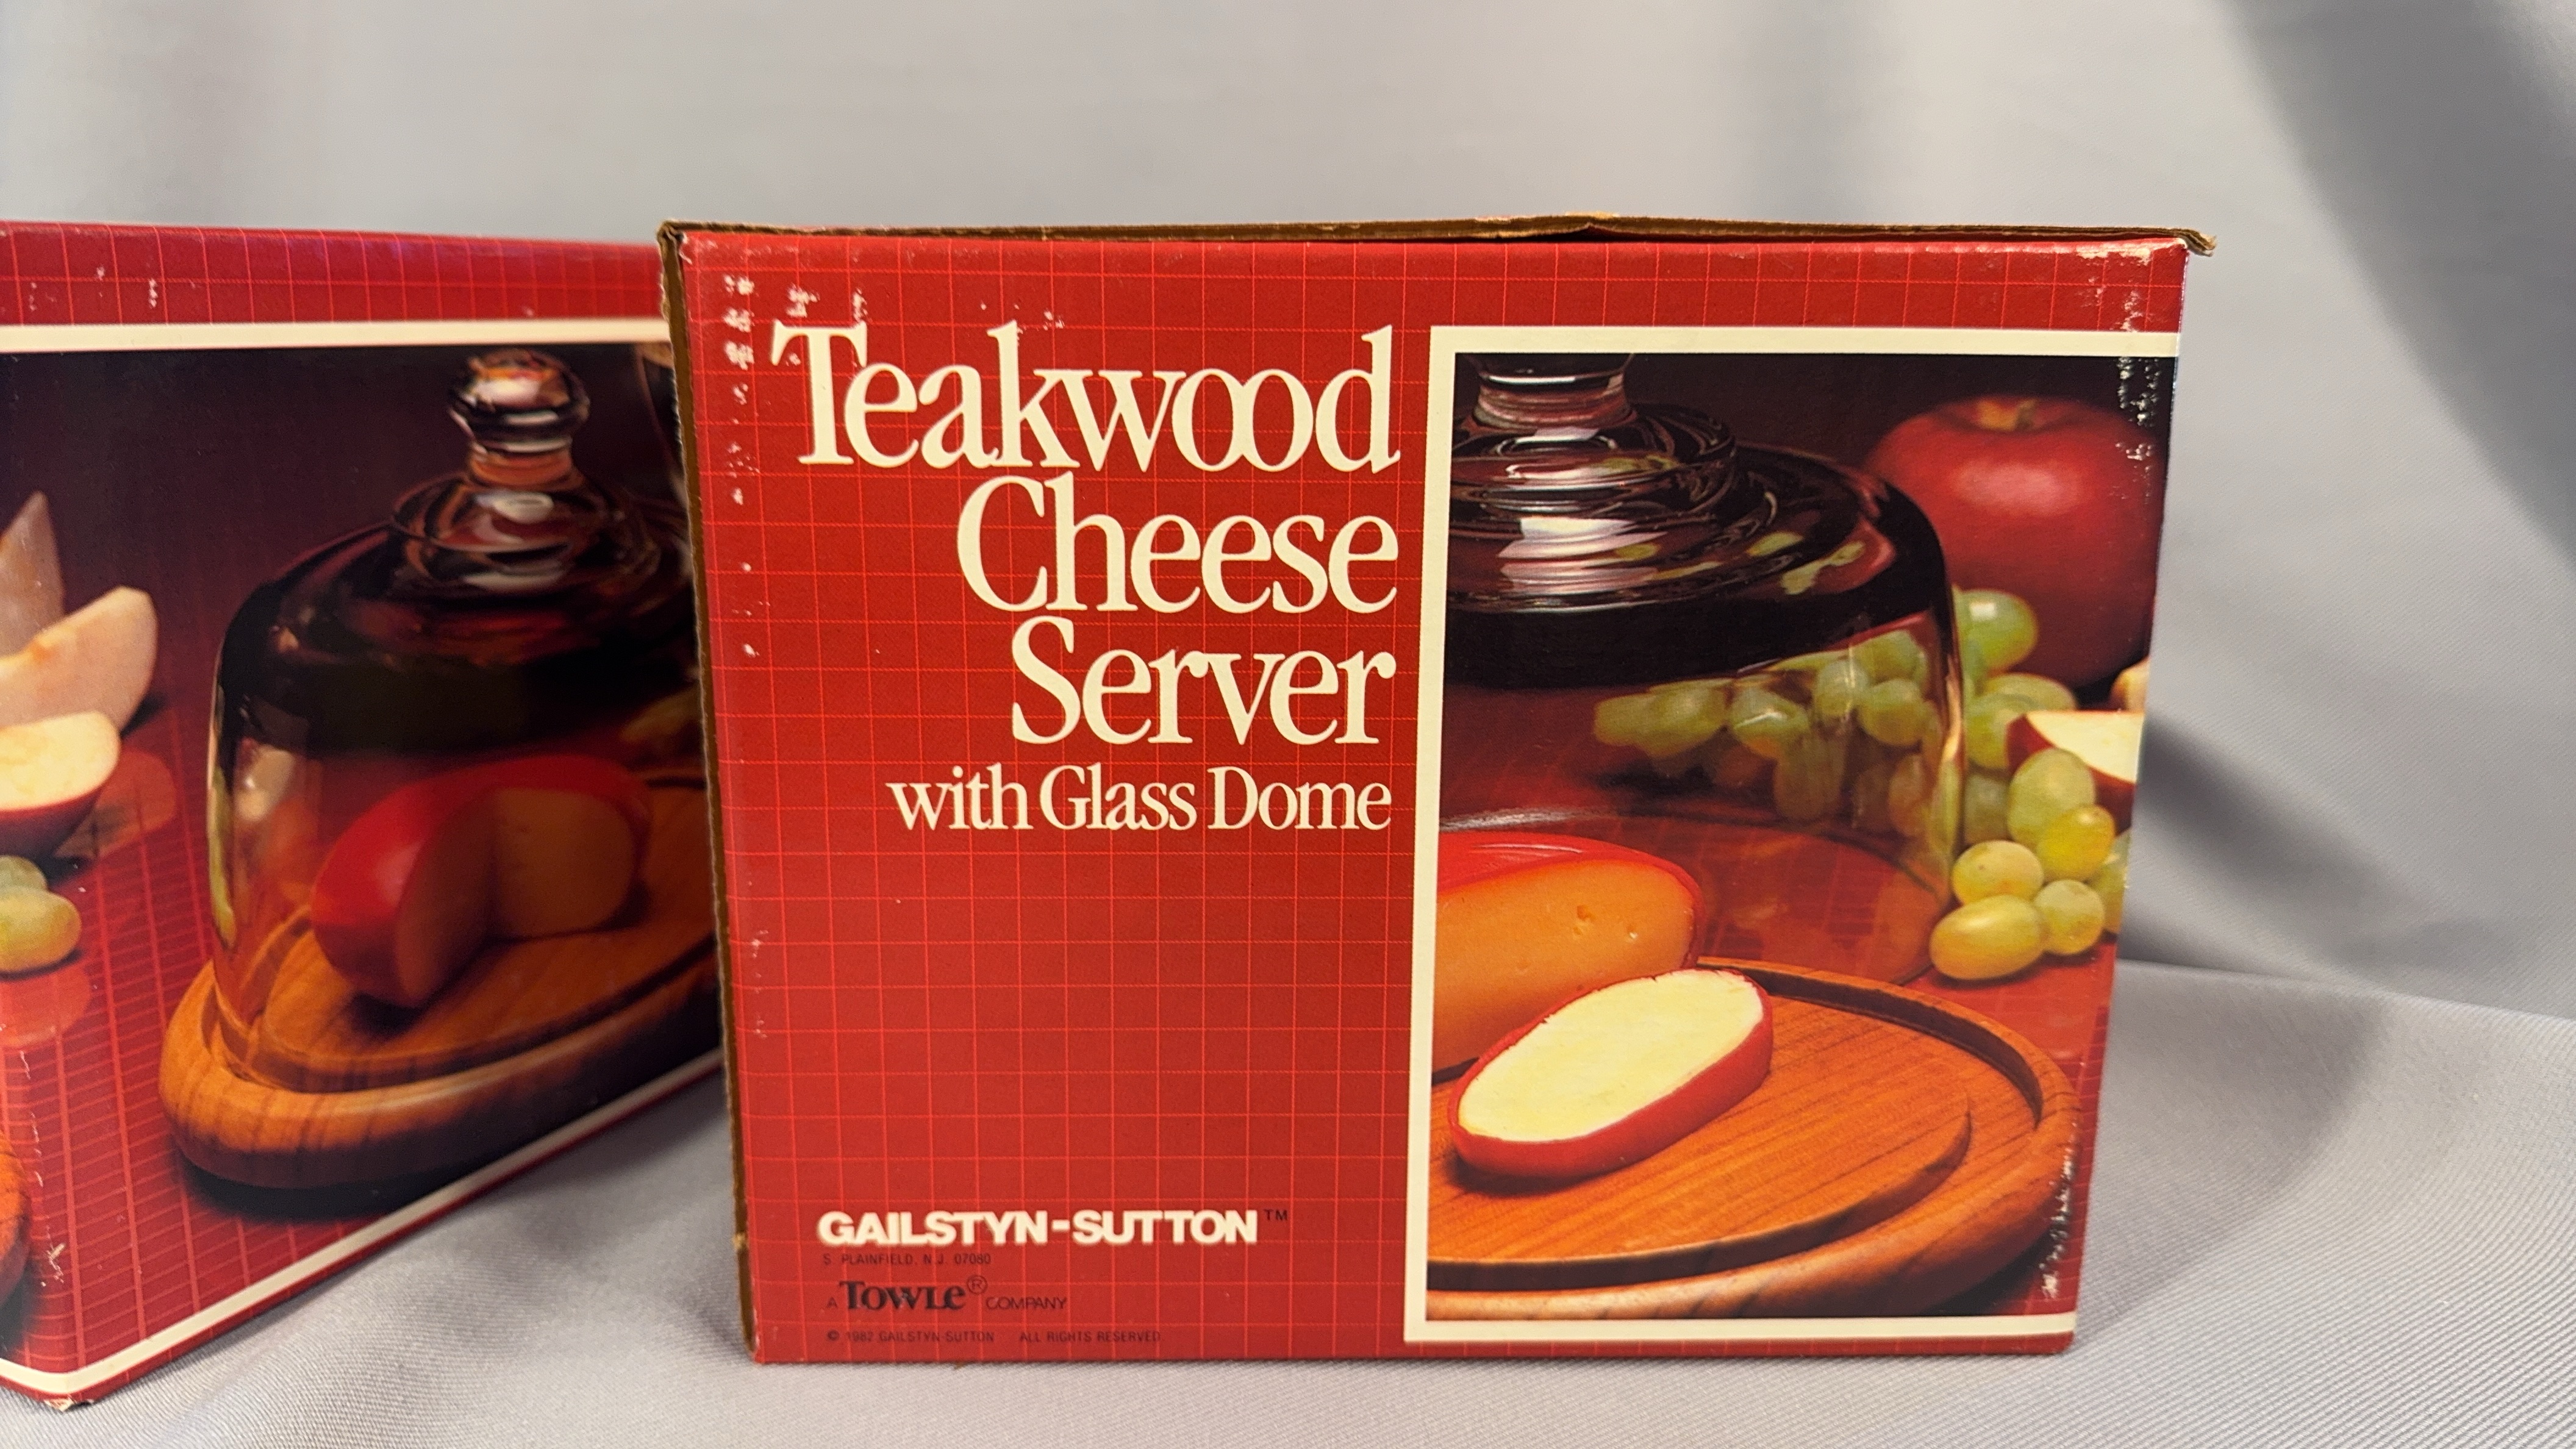 Teakwood
Cheese
Server
with Glass Dome
GAILSTYN-SUTTON™
S. PLAINFIELD, N.J. 07080
A TOWLE® COMPANY
© 1982 GAILSTYN-SUTTON ALL RIGHTS RESERVED.